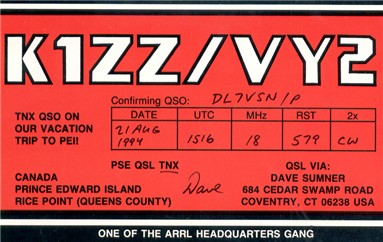 K1ZZ/VY2
Confirming QSO: DL7VSN/P
TNX QSO ON
OUR VACATION
TRIP TO PEI!
DATE UTC MHz RST 2x
21 AUG
1994 1516 18 579 CW
PSE QSL TNX
CANADA
PRINCE EDWARD ISLAND
RICE POINT (QUEENS COUNTY)
Dave
QSL VIA:
DAVE SUMNER
684 CEDAR SWAMP ROAD
COVENTRY, CT 06238 USA
ONE OF THE ARRL HEADQUARTERS GANG